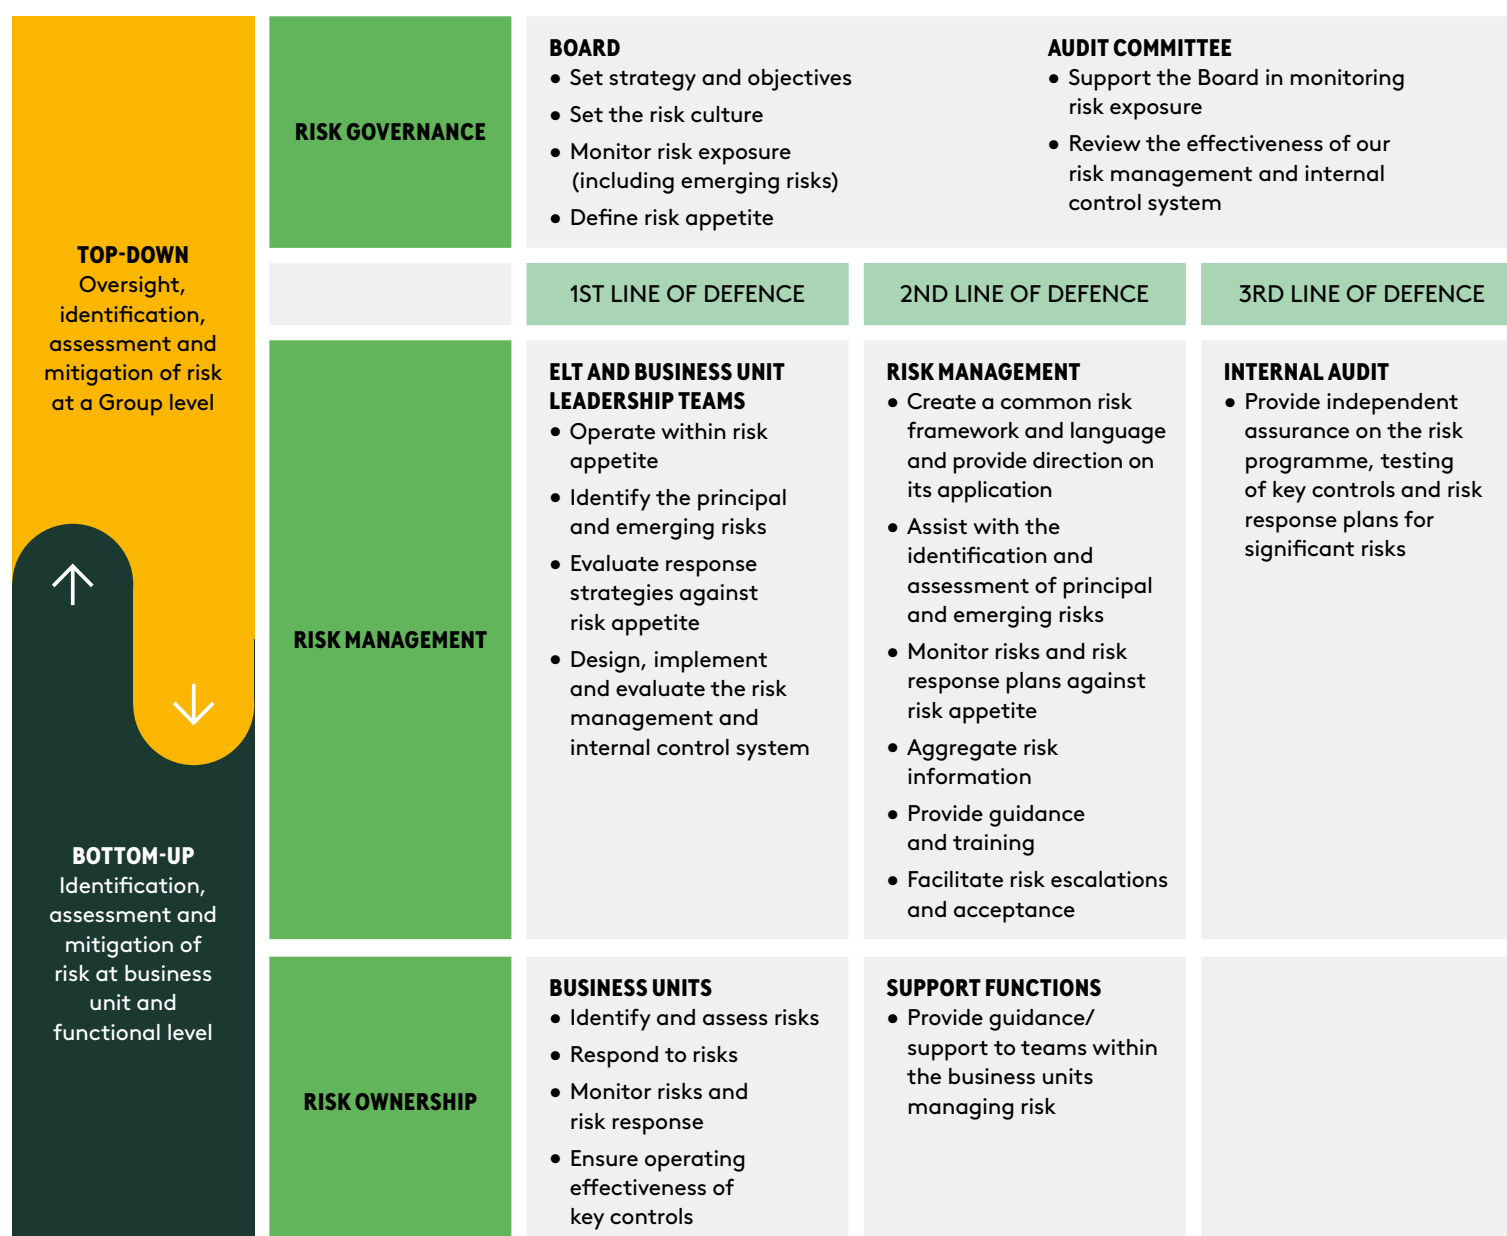 TOP-DOWN
Oversight,
identification,
assessment and
mitigation of risk
at a Group level
BOTTOM-UP
Identification,
assessment and
mitigation of
risk at business
unit and
functional level
RISK GOVERNANCE
BOARD
• Set strategy and objectives
• Set the risk culture
• Monitor risk exposure
(including emerging risks)
• Define risk appetite
AUDIT COMMITTEE
• Support the Board in monitoring
risk exposure
• Review the effectiveness of our
risk management and internal
control system
1ST LINE OF DEFENCE
2ND LINE OF DEFENCE
3RD LINE OF DEFENCE
RISK MANAGEMENT
ELT AND BUSINESS UNIT
LEADERSHIP TEAMS
• Operate within risk
appetite
• Identify the principal
and emerging risks
• Evaluate response
strategies against
risk appetite
• Design, implement
and evaluate the risk
management and
internal control system
RISK MANAGEMENT
• Create a common risk
framework and language
and provide direction on
its application
• Assist with the
identification and
assessment of principal
and emerging risks
• Monitor risks and risk
response plans against
risk appetite
• Aggregate risk
information
• Provide guidance
and training
• Facilitate risk escalations
and acceptance
INTERNAL AUDIT
• Provide independent
assurance on the risk
programme, testing
of key controls and risk
response plans for
significant risks
RISK OWNERSHIP
BUSINESS UNITS
• Identify and assess risks
• Respond to risks
• Monitor risks and
risk response
• Ensure operating
effectiveness of
key controls
SUPPORT FUNCTIONS
• Provide guidance/
support to teams within
the business units
managing risk